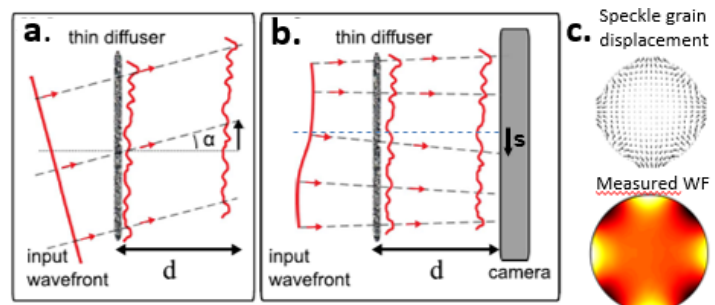 a.
thin diffuser
α
input
wavefront
d
b.
thin diffuser
s
input
wavefront
d
camera
c.
Speckle grain
displacement
Measured WF